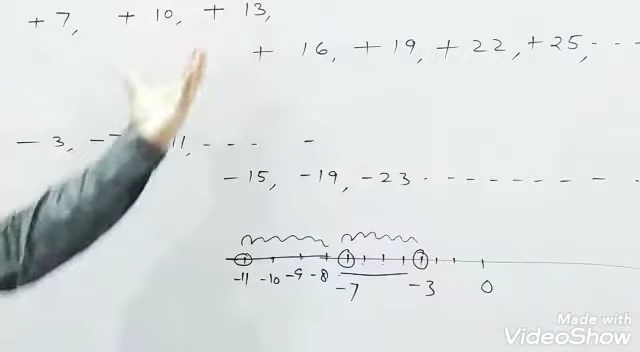 + 7, + 10, + 13,
+ 16, + 19, + 22, + 25, - - -
- 3, - 11, - - - -
- 15, - 19, - 23 - - - - - - - - -
-11 -10 -9 -8 -7 -3 0
Made with
VideoShow